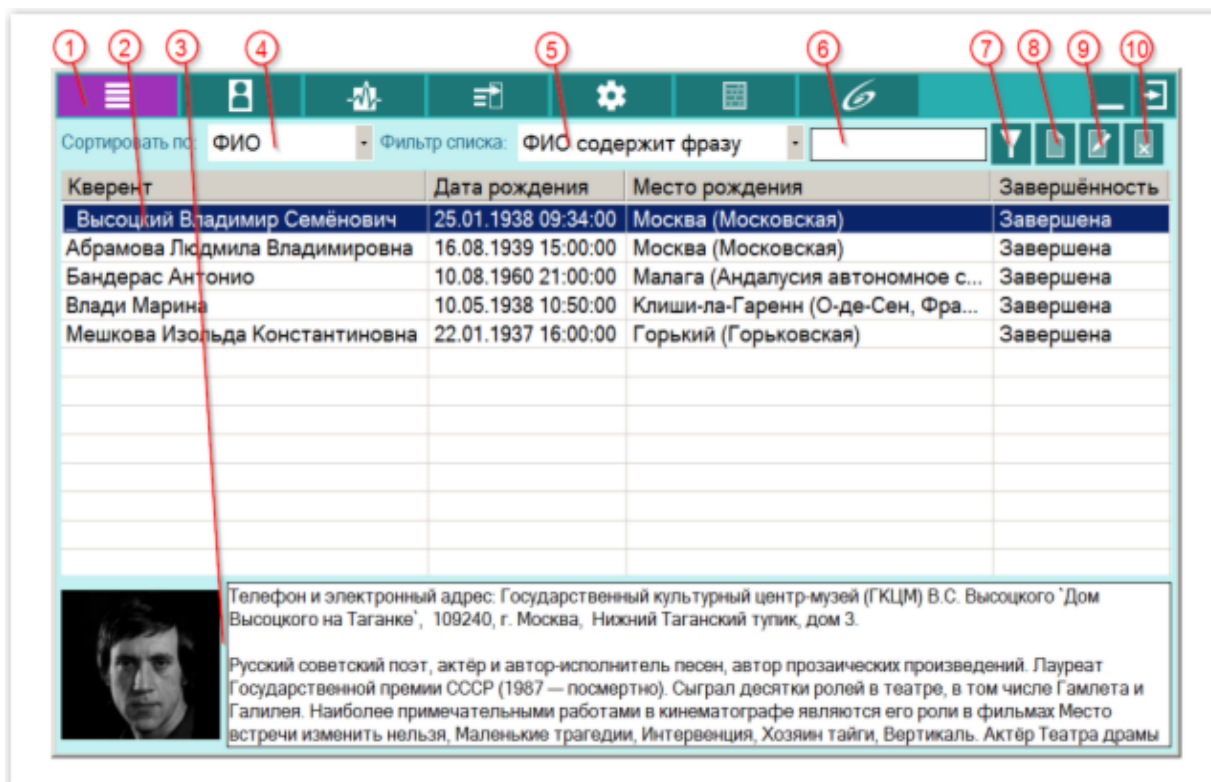 1 2 3 4 5 6 7 8 9 10
Сортировать по: ФИО Фильтр списка: ФИО содержит фразу
Кверент Дата рождения Место рождения Завершённость
_Высоцкий Владимир Семёнович 25.01.1938 09:34:00 Москва (Московская) Завершена
Абрамова Людмила Владимировна 16.08.1939 15:00:00 Москва (Московская) Завершена
Бандерас Антонио 10.08.1960 21:00:00 Малага (Андалусия автономное с... Завершена
Влади Марина 10.05.1938 10:50:00 Клиши-ла-Гаренн (О-де-Сен, Фра... Завершена
Мешкова Изольда Константиновна 22.01.1937 16:00:00 Горький (Горьковская) Завершена
Телефон и электронный адрес: Государственный культурный центр-музей (ГКЦМ) В.С. Высоцкого `Дом
Высоцкого на Таганке`, 109240, г. Москва, Нижний Таганский тупик, дом 3.
Русский советский поэт, актёр и автор-исполнитель песен, автор прозаических произведений. Лауреат
Государственной премии СССР (1987 — посмертно). Сыграл десятки ролей в театре, в том числе Гамлета и
Галилея. Наиболее примечательными работами в кинематографе являются его роли в фильмах Место
встречи изменить нельзя, Маленькие трагедии, Интервенция, Хозяин тайги, Вертикаль. Актёр Театра драмы